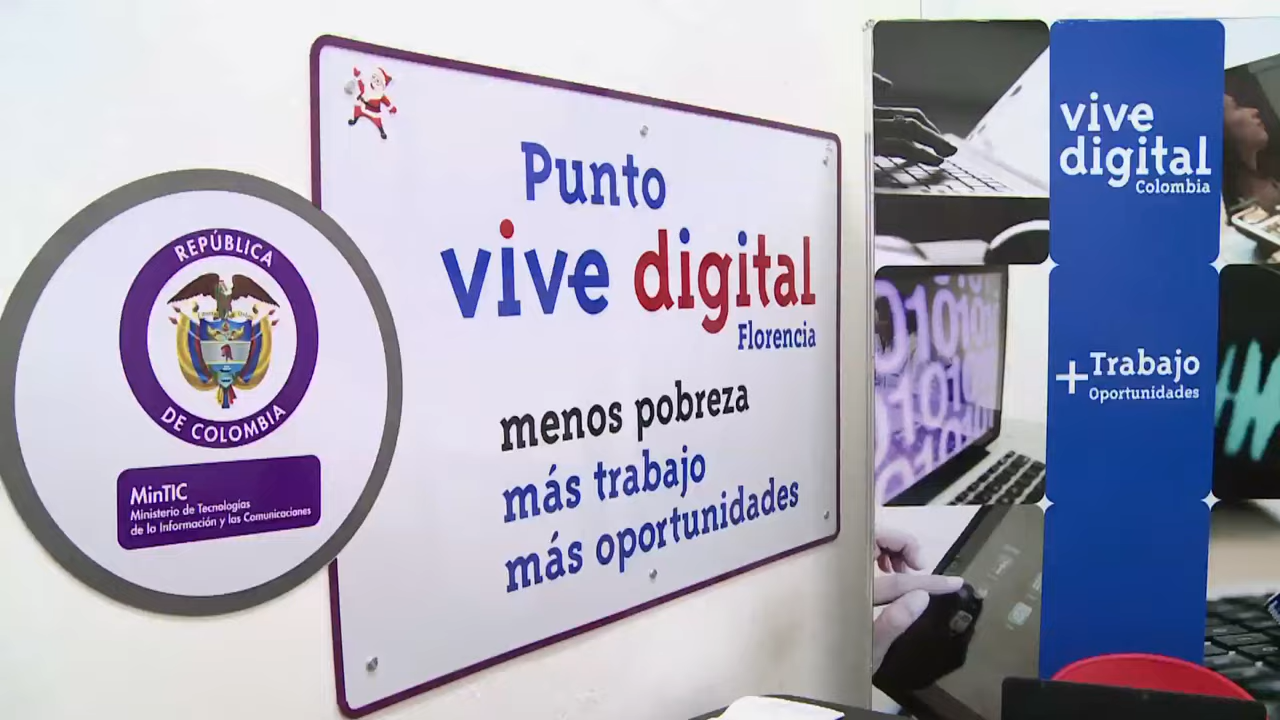 REPÚBLICA
DE COLOMBIA
MinTIC
Ministerio de Tecnologías
de la Información y las Comunicaciones
Punto
vive digital
Florencia
menos pobreza
más trabajo
más oportunidades
vive
digital
Colombia
+Trabajo
Oportunidades